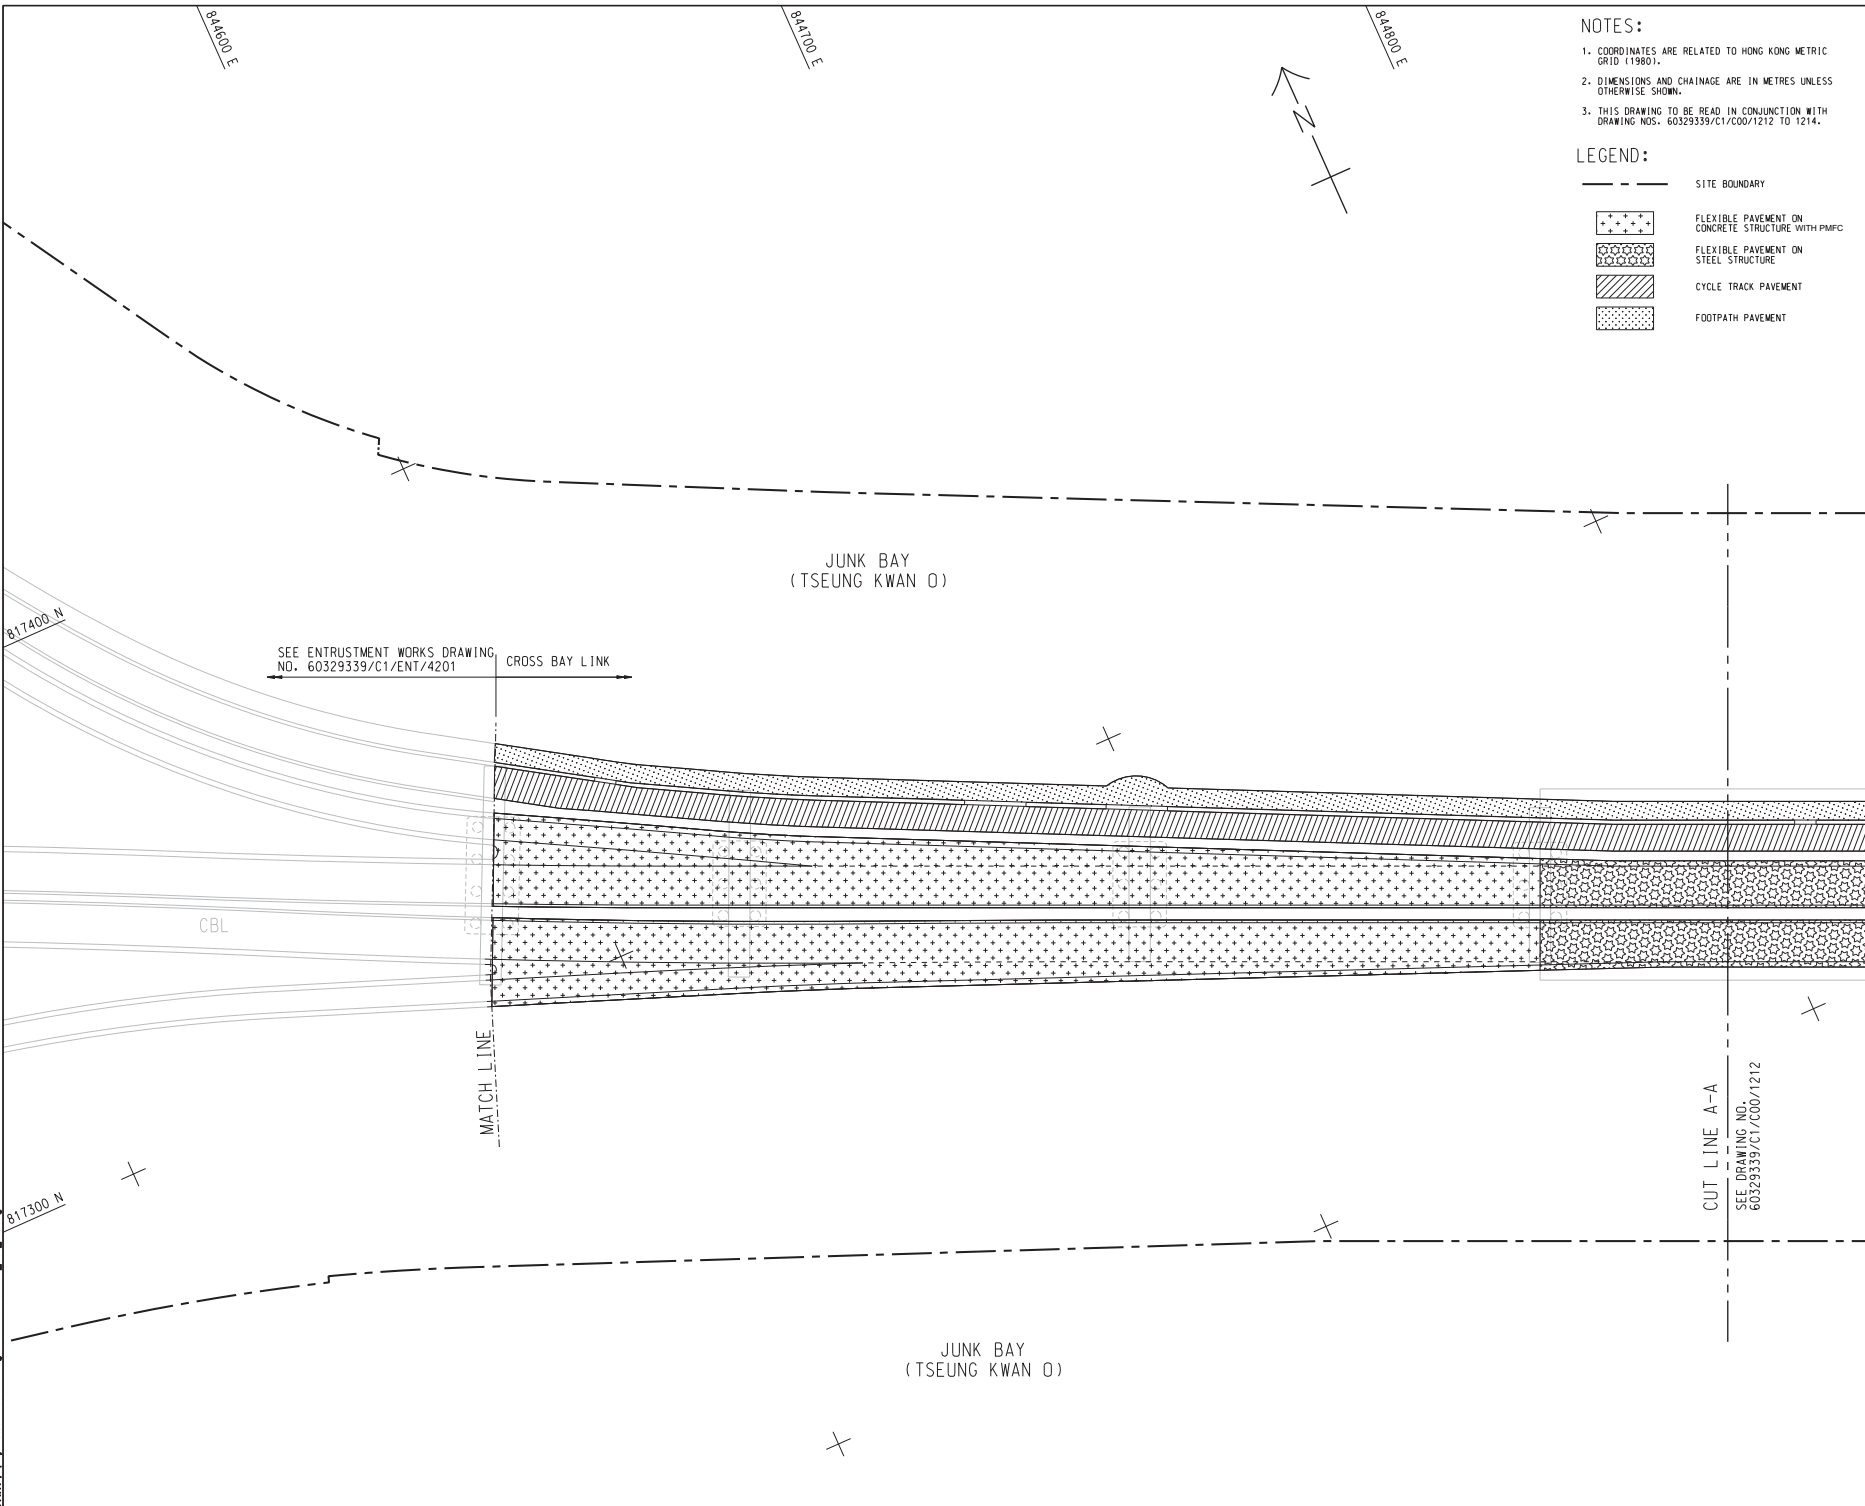 844600 E
844700 E
844800 E
NOTES:
1. COORDINATES ARE RELATED TO HONG KONG METRIC
GRID (1980).
2. DIMENSIONS AND CHAINAGE ARE IN METRES UNLESS
OTHERWISE SHOWN.
3. THIS DRAWING TO BE READ IN CONJUNCTION WITH
DRAWING NOS. 60329339/C1/C00/1212 TO 1214.
N
LEGEND:
SITE BOUNDARY
FLEXIBLE PAVEMENT ON
CONCRETE STRUCTURE WITH PMFC
FLEXIBLE PAVEMENT ON
STEEL STRUCTURE
CYCLE TRACK PAVEMENT
FOOTPATH PAVEMENT
JUNK BAY
(TSEUNG KWAN O)
817400 N
SEE ENTRUSTMENT WORKS DRAWING
NO. 60329339/C1/ENT/4201
CROSS BAY LINK
CBL
MATCH LINE
CUT LINE A-A
SEE DRAWING NO.
60329339/C1/C00/1212
817300 N
JUNK BAY
(TSEUNG KWAN O)